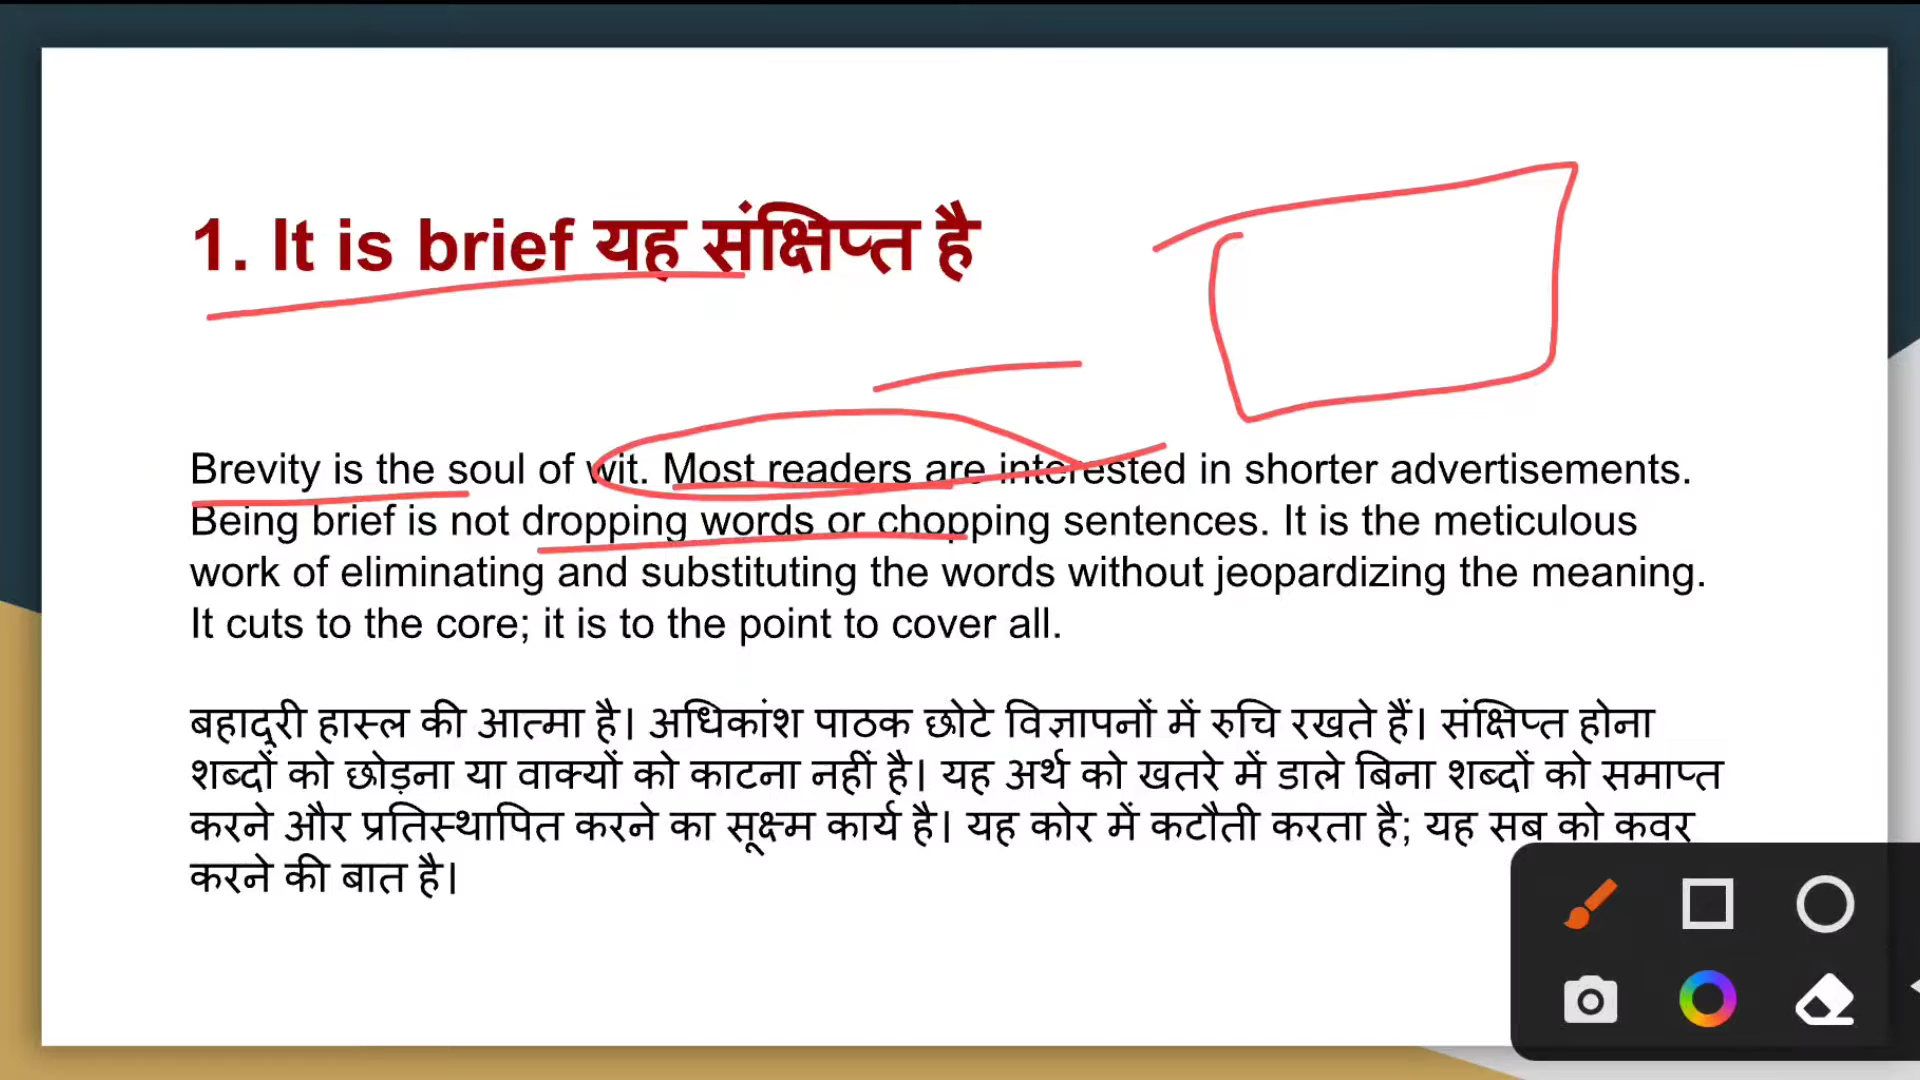 1. It is brief यह संक्षिप्त है
Brevity is the soul of wit. Most readers are interested in shorter advertisements.
Being brief is not dropping words or chopping sentences. It is the meticulous
work of eliminating and substituting the words without jeopardizing the meaning.
It cuts to the core; it is to the point to cover all.
बहादुरी हास्ल की आत्मा है। अधिकांश पाठक छोटे विज्ञापनों में रुचि रखते हैं। संक्षिप्त होना
शब्दों को छोड़ना या वाक्यों को काटना नहीं है। यह अर्थ को खतरे में डाले बिना शब्दों को समाप्त
करने और प्रतिस्थापित करने का सूक्ष्म कार्य है। यह कोर में कटौती करता है; यह सब को कवर
करने की बात है।